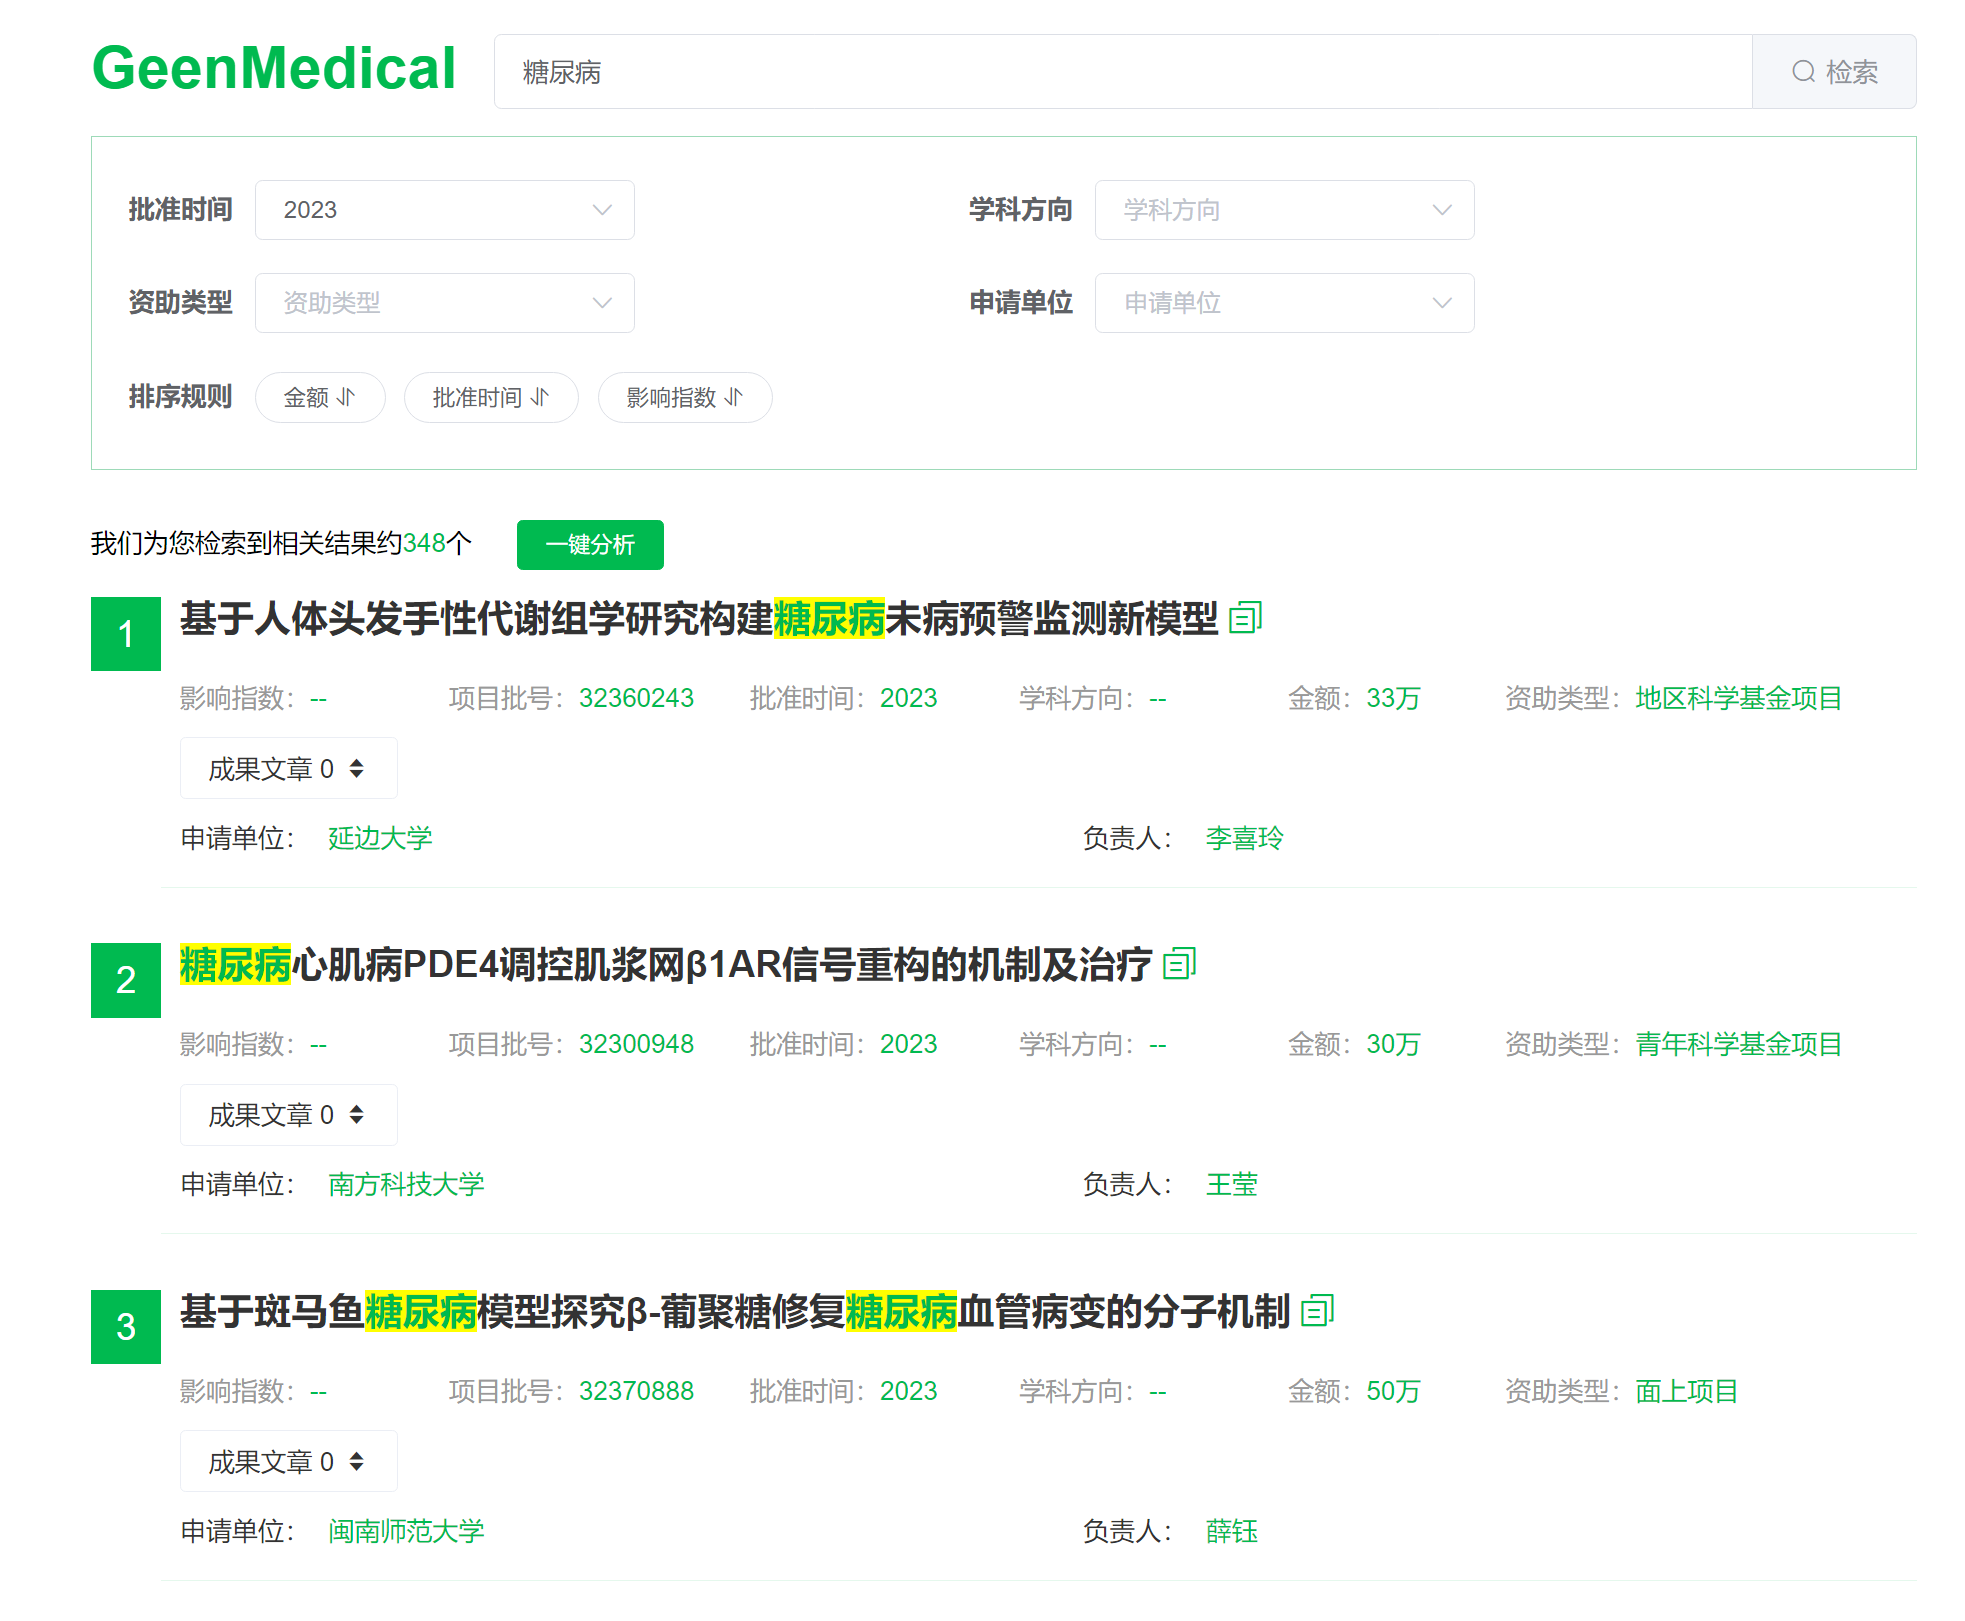 GeenMedical
糖尿病
检索
批准时间 2023 学科方向 学科方向
资助类型 资助类型 申请单位 申请单位
排序规则 金额 批准时间 影响指数
我们为您检索到相关结果约348个 一键分析
1 基于人体头发手性代谢组学研究构建糖尿病未病预警监测新模型
影响指数：-- 项目批号：32360243 批准时间：2023 学科方向：-- 金额：33万 资助类型：地区科学基金项目
成果文章 0
申请单位： 延边大学 负责人： 李喜玲
2 糖尿病心肌病PDE4调控肌浆网β1AR信号重构的机制及治疗
影响指数：-- 项目批号：32300948 批准时间：2023 学科方向：-- 金额：30万 资助类型：青年科学基金项目
成果文章 0
申请单位： 南方科技大学 负责人： 王莹
3 基于斑马鱼糖尿病模型探究β-葡聚糖修复糖尿病血管病变的分子机制
影响指数：-- 项目批号：32370888 批准时间：2023 学科方向：-- 金额：50万 资助类型：面上项目
成果文章 0
申请单位： 闽南师范大学 负责人： 薛钰